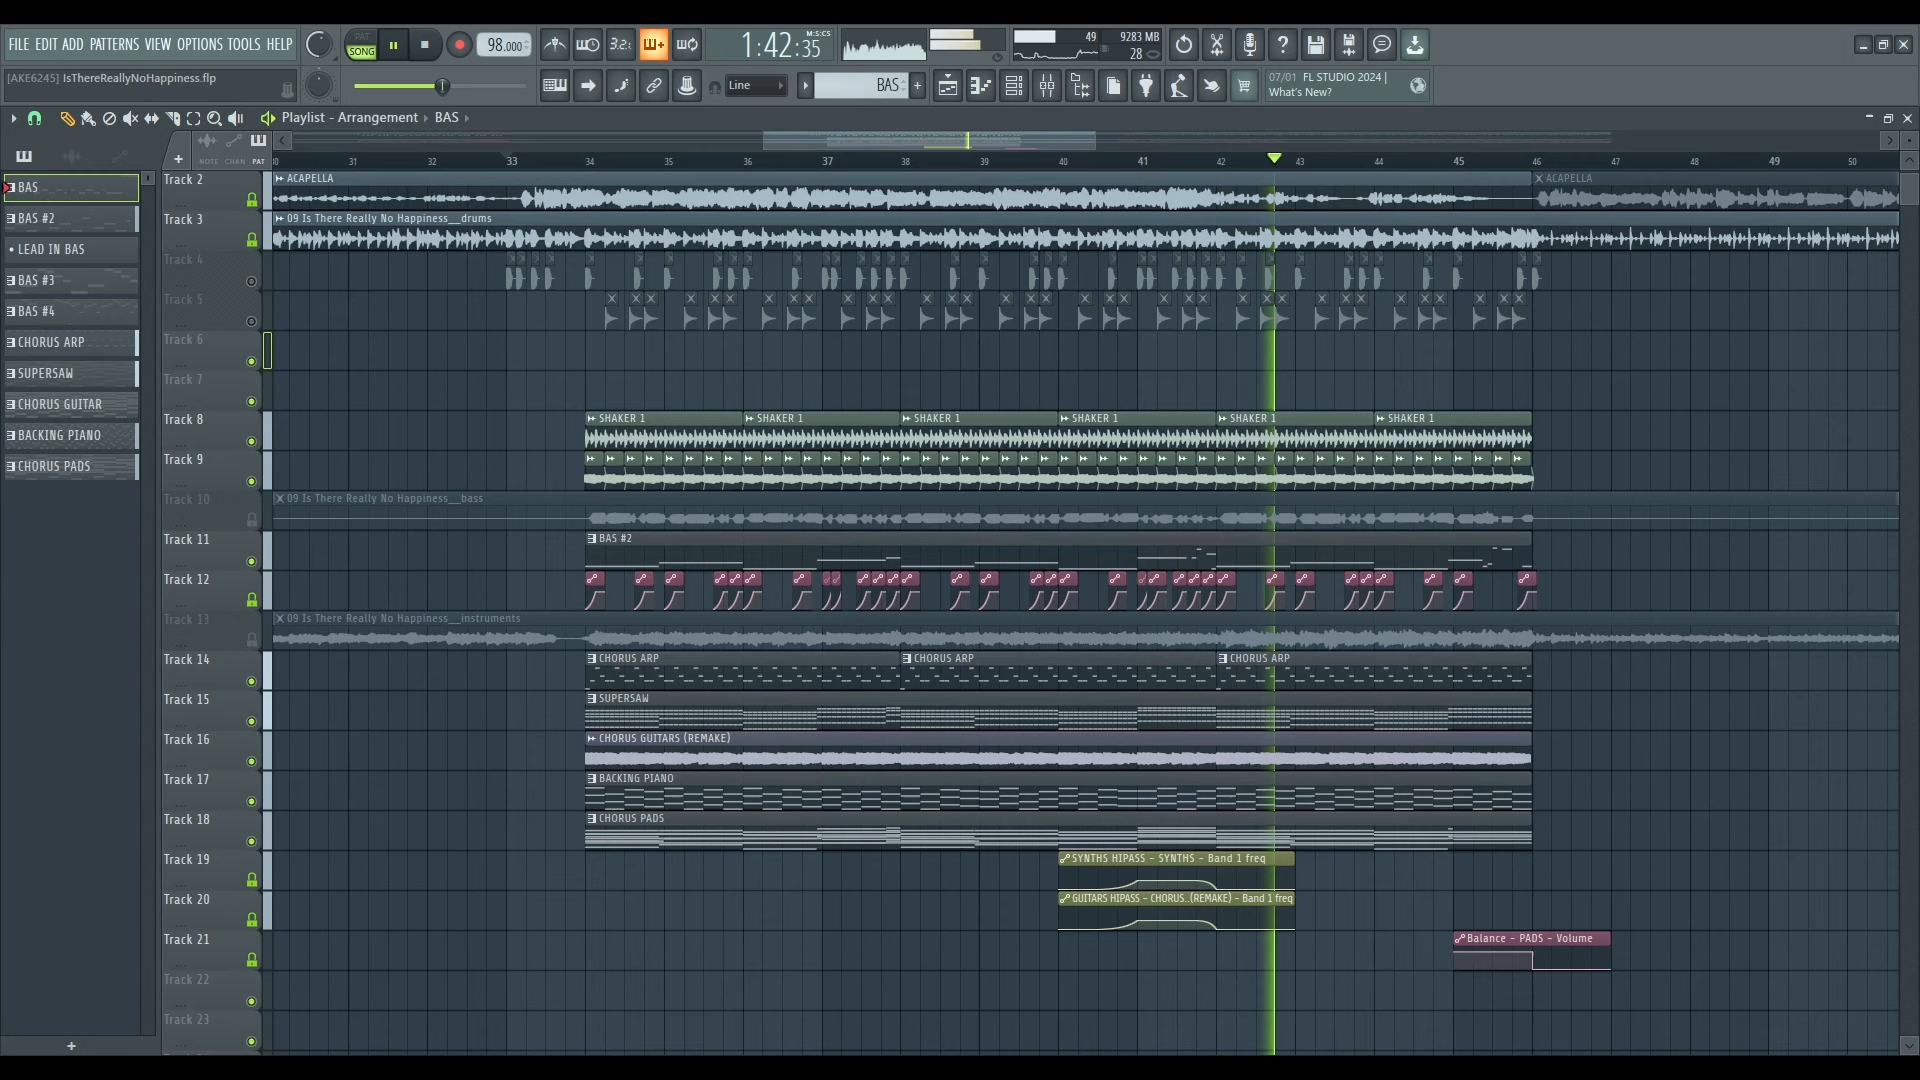 FILE EDIT ADD PATTERNS VIEW OPTIONS TOOLS HELP
PAT
SONG
98.000
3.2:
1:42:35
M:S:CS
49
9283 MB
28
[AKE6245] IsThereReallyNoHappiness.flp
Line
BAS
07/01 FL STUDIO 2024 |
What's New?
Playlist - Arrangement BAS
NOTE CHAN PAT
30 31 32 33 34 35 36 37 38 39 40 41 42 43 44 45 46 47 48 49 50
BAS
BAS #2
LEAD IN BAS
BAS #3
BAS #4
CHORUS ARP
SUPERSAW
CHORUS GUITAR
BACKING PIANO
CHORUS PADS
Track 2
ACAPELLA
ACAPELLA
Track 3
09 Is There Really No Happiness__drums
Track 4
Track 5
Track 6
Track 7
Track 8
SHAKER 1 SHAKER 1 SHAKER 1 SHAKER 1 SHAKER 1 SHAKER 1
Track 9
Track 10
09 Is There Really No Happiness__bass
Track 11
BAS #2
Track 12
Track 13
09 Is There Really No Happiness__instruments
Track 14
CHORUS ARP CHORUS ARP CHORUS ARP
Track 15
SUPERSAW
Track 16
CHORUS GUITARS (REMAKE)
Track 17
BACKING PIANO
Track 18
CHORUS PADS
Track 19
SYNTHS HIPASS - SYNTHS - Band 1 freq
Track 20
GUITARS HIPASS - CHORUS..(REMAKE) - Band 1 freq
Track 21
Balance - PADS - Volume
Track 22
Track 23